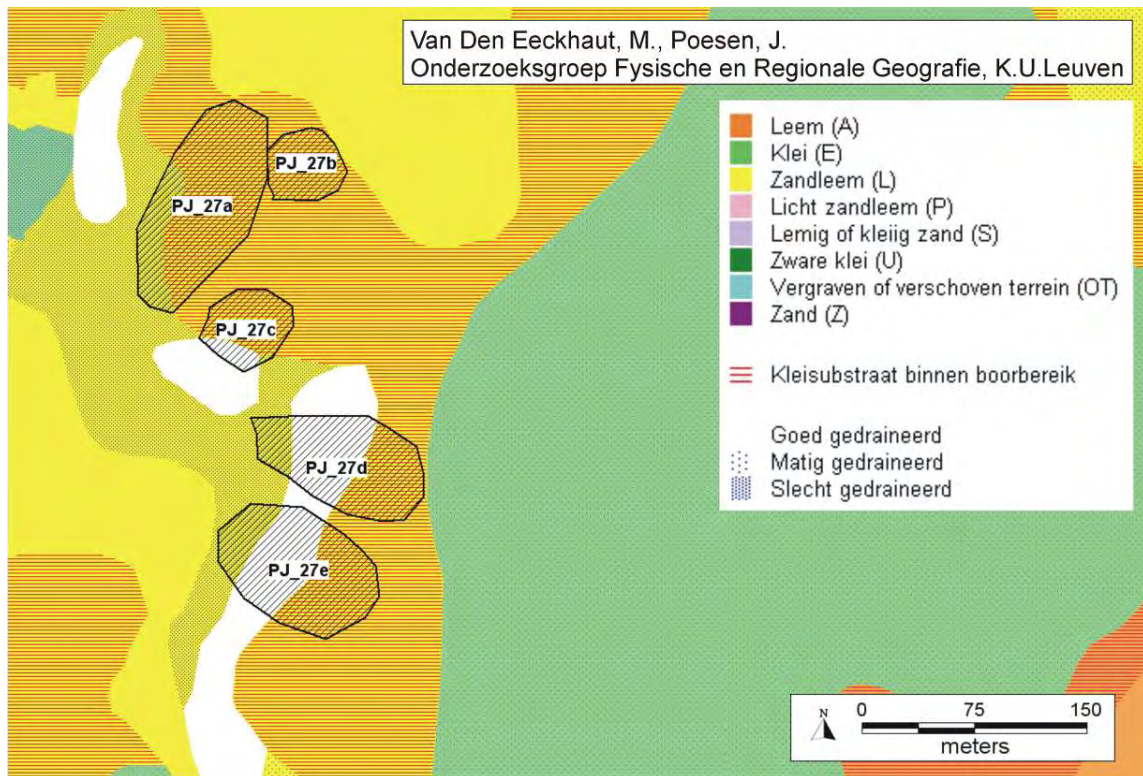 Van Den Eeckhaut, M., Poesen, J.
Onderzoeksgroep Fysische en Regionale Geografie, K.U.Leuven
Leem (A)
Klei (E)
Zandleem (L)
Licht zandleem (P)
Lemig of kleiig zand (S)
Zware klei (U)
Vergraven of verschoven terrein (OT)
Zand (Z)
Kleisubstraat binnen boorbereik
Goed gedraineerd
Matig gedraineerd
Slecht gedraineerd
PJ_27b
PJ_27a
PJ_27c
PJ_27d
PJ_27e
N
0 75 150
meters